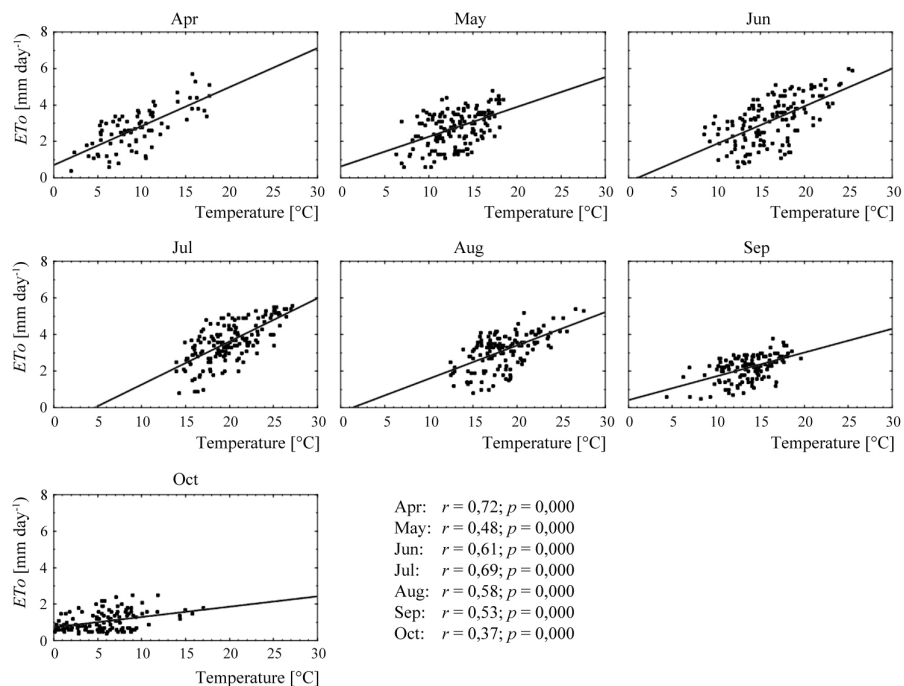 Apr
May
Jun
ETo [mm day-1]
8
6
4
2
0
0 5 10 15 20 25 30
0 5 10 15 20 25 30
0 5 10 15 20 25 30
Temperature [°C]
Temperature [°C]
Temperature [°C]
Jul
Aug
Sep
ETo [mm day-1]
8
6
4
2
0
0 5 10 15 20 25 30
0 5 10 15 20 25 30
0 5 10 15 20 25 30
Temperature [°C]
Temperature [°C]
Temperature [°C]
Oct
ETo [mm day-1]
8
6
4
2
0
0 5 10 15 20 25 30
Temperature [°C]
Apr: r = 0,72; p = 0,000
May: r = 0,48; p = 0,000
Jun: r = 0,61; p = 0,000
Jul: r = 0,69; p = 0,000
Aug: r = 0,58; p = 0,000
Sep: r = 0,53; p = 0,000
Oct: r = 0,37; p = 0,000